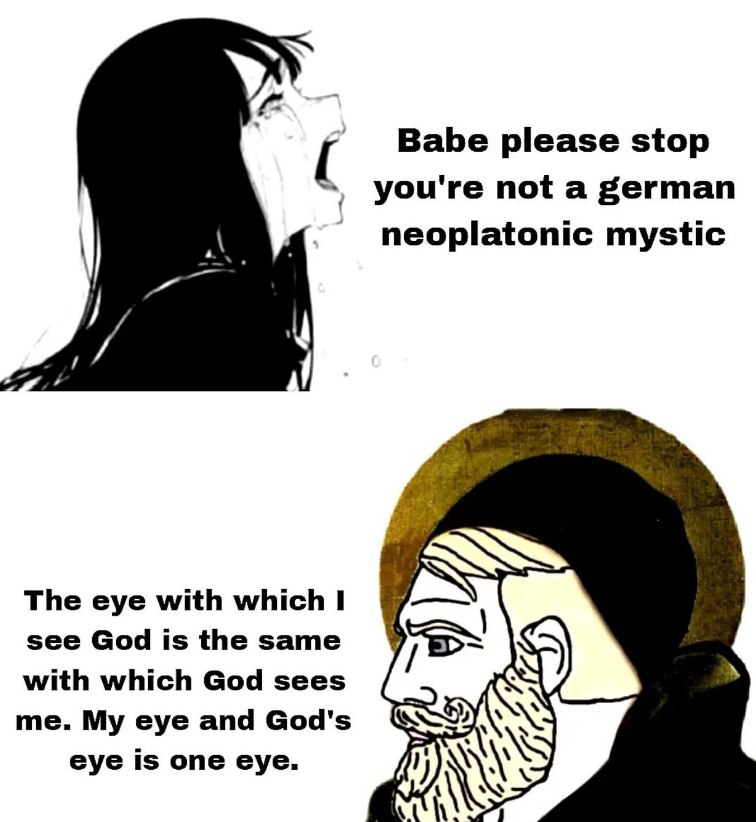 Babe please stop
you're not a german
neoplatonic mystic
The eye with which I
see God is the same
with which God sees
me. My eye and God's
eye is one eye.